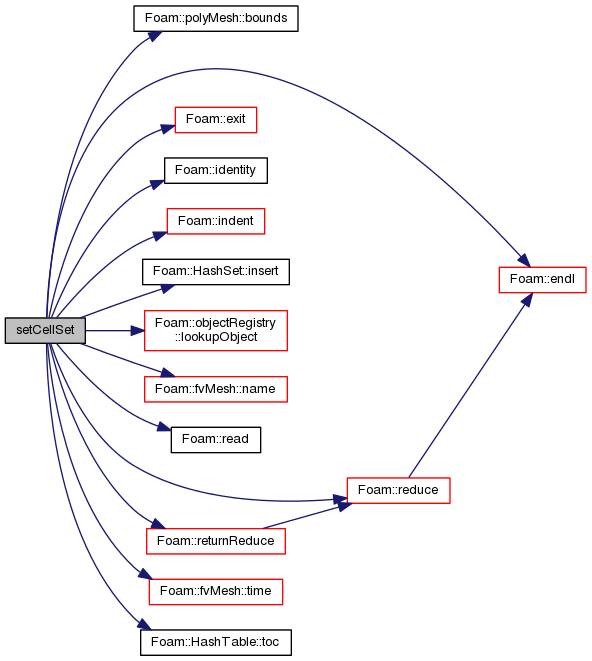 Foam::polyMesh::bounds
Foam::exit
Foam::identity
Foam::indent
Foam::HashSet::insert
Foam::endl
setCellSet
Foam::objectRegistry
::lookupObject
Foam::fvMesh::name
Foam::read
Foam::reduce
Foam::returnReduce
Foam::fvMesh::time
Foam::HashTable::toc